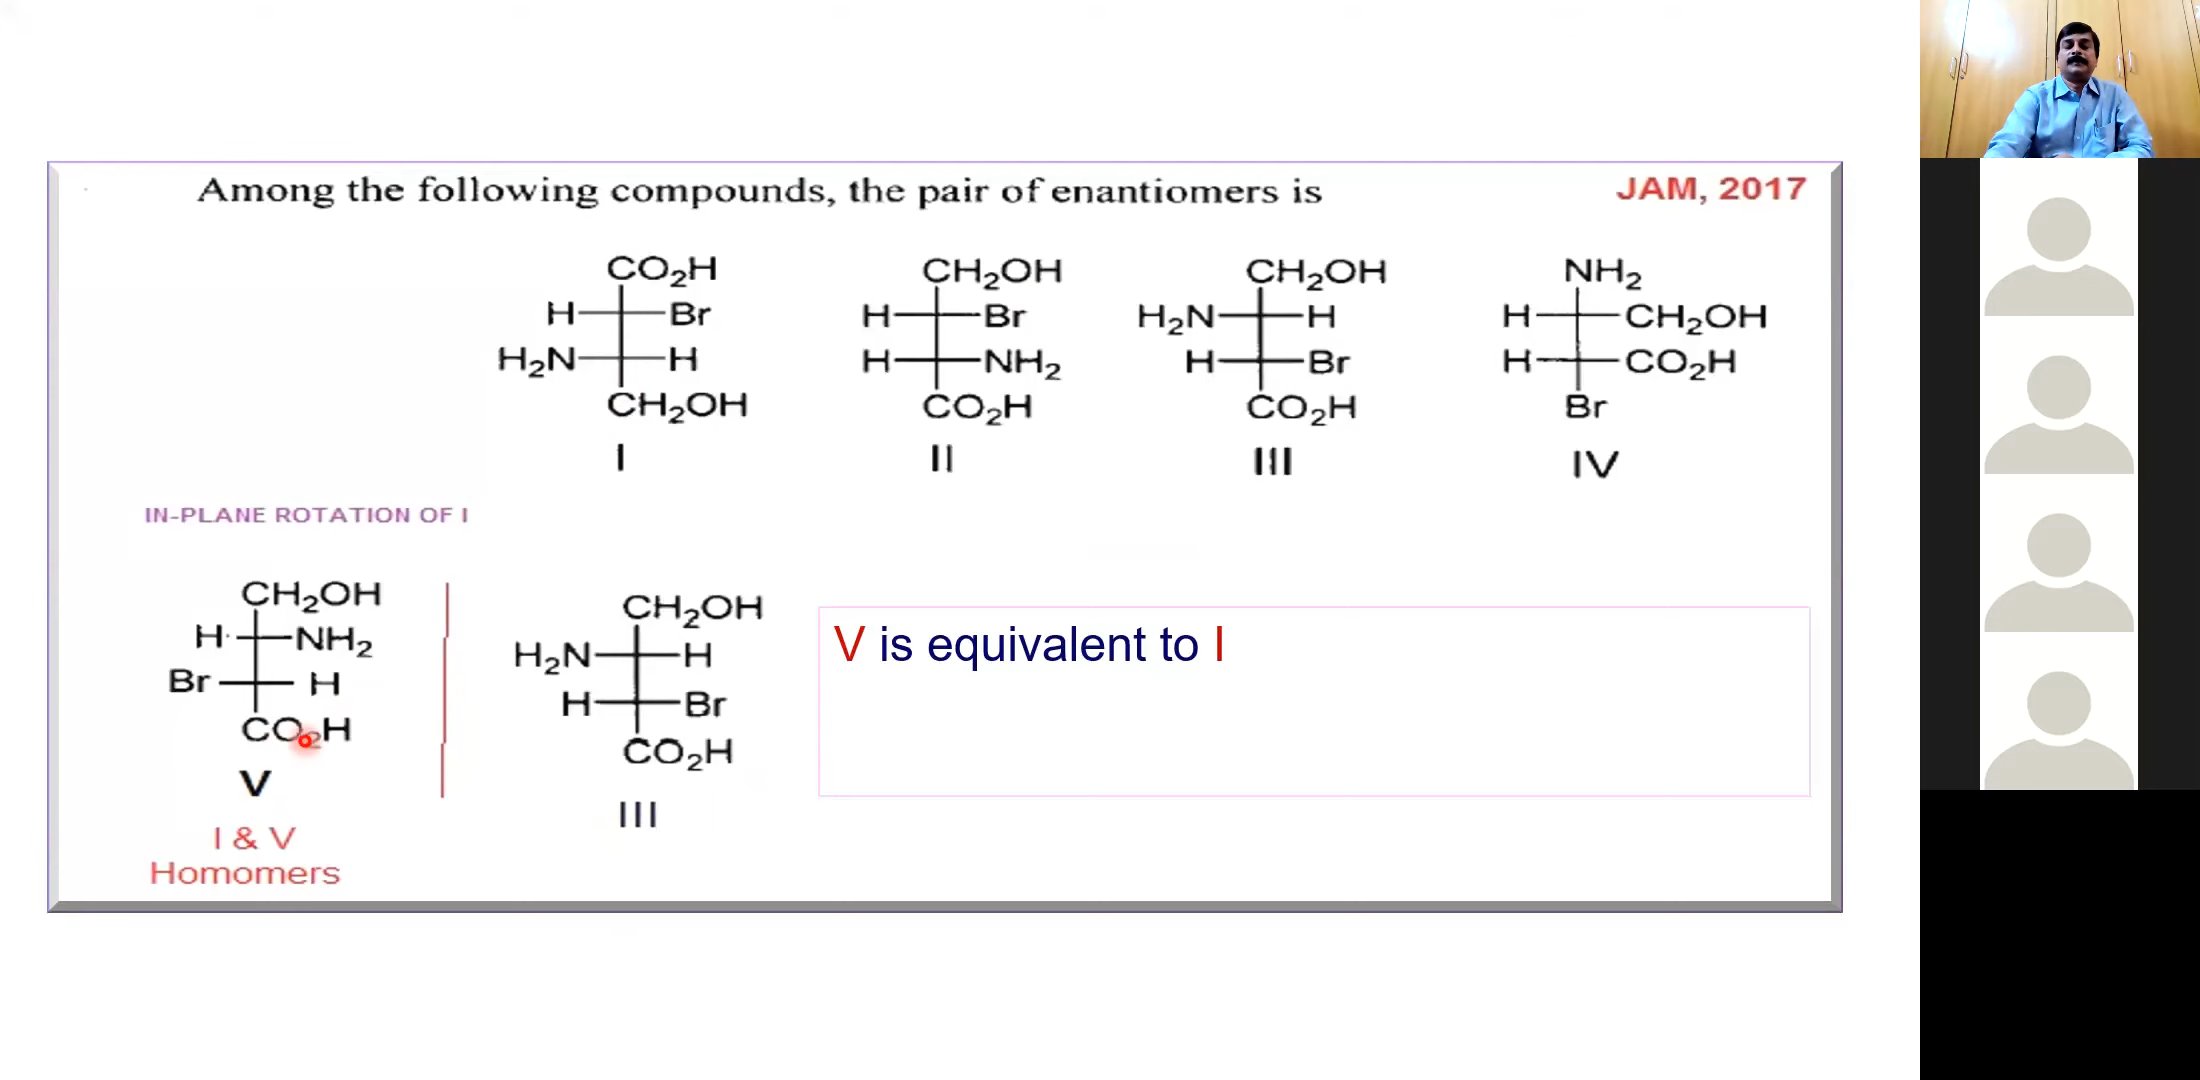 Among the following compounds, the pair of enantiomers is
JAM, 2017
CO₂H
H Br
H₂N H
CH₂OH
I
CH₂OH
H Br
H NH₂
CO₂H
II
CH₂OH
H₂N H
H Br
CO₂H
III
NH₂
H CH₂OH
H CO₂H
Br
IV
IN-PLANE ROTATION OF I
CH₂OH
H NH₂
Br H
CO₂H
V
I & V
Homomers
CH₂OH
H₂N H
H Br
CO₂H
III
V is equivalent to I